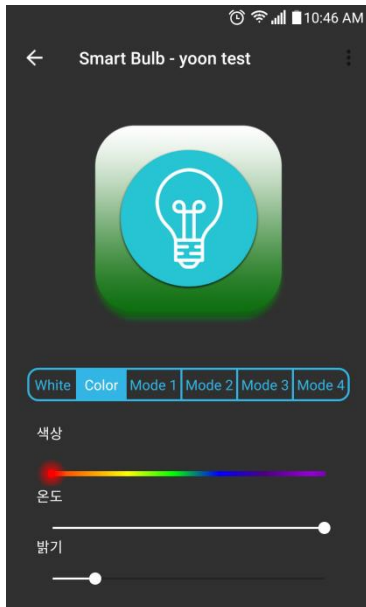 10:46 AM
Smart Bulb - yoon test
White Color Mode 1 Mode 2 Mode 3 Mode 4
색상
온도
밝기